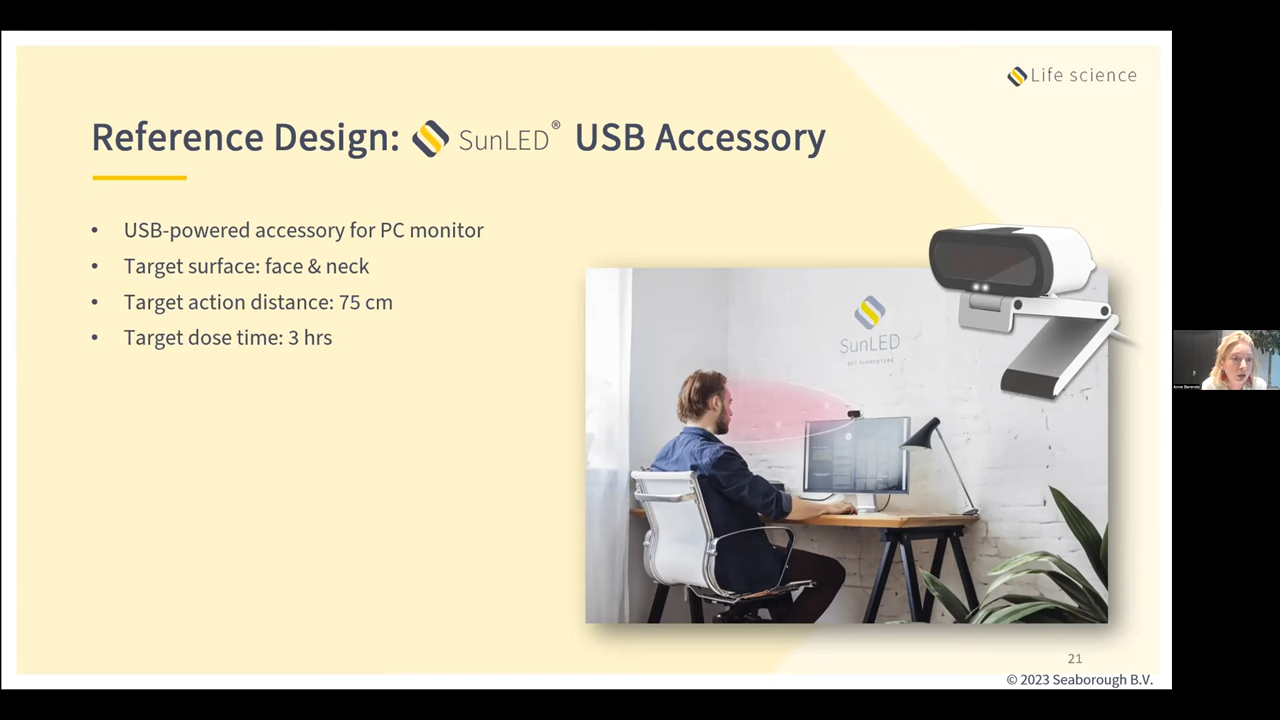 Life science
Reference Design: SunLED® USB Accessory
• USB-powered accessory for PC monitor
• Target surface: face & neck
• Target action distance: 75 cm
• Target dose time: 3 hrs
SunLED
21
© 2023 Seaborough B.V.